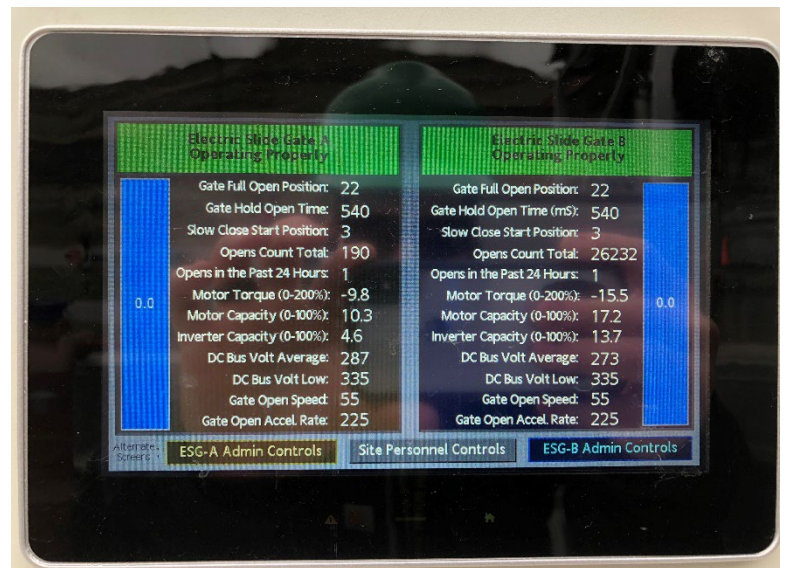 Electric Slide Gate A
Operating Properly
Gate Full Open Position: 22
Gate Hold Open Time: 540
Slow Close Start Position: 3
Opens Count Total: 190
Opens in the Past 24 Hours: 1
Motor Torque (0-200%): -9.8
Motor Capacity (0-100%): 10.3
Inverter Capacity (0-100%): 4.6
DC Bus Volt Average: 287
DC Bus Volt Low: 335
Gate Open Speed: 55
Gate Open Accel. Rate: 225
0.0
Electric Slide Gate B
Operating Properly
Gate Full Open Position: 22
Gate Hold Open Time (mS): 540
Slow Close Start Position: 3
Opens Count Total: 26232
Opens in the Past 24 Hours: 1
Motor Torque (0-200%): -15.5
Motor Capacity (0-100%): 17.2
Inverter Capacity (0-100%): 13.7
DC Bus Volt Average: 273
DC Bus Volt Low: 335
Gate Open Speed: 55
Gate Open Accel. Rate: 225
0.0
Alternate
Screens
ESG-A Admin Controls
Site Personnel Controls
ESG-B Admin Controls